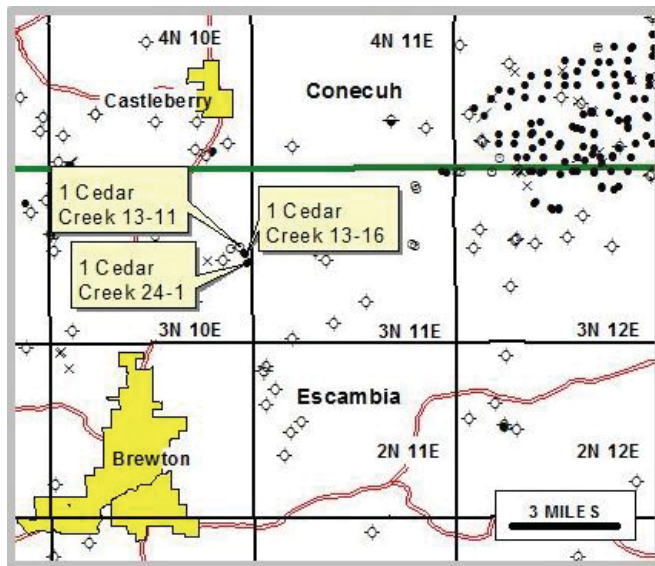 4N 10E
4N 11E
Conecuh
Castleberry
1 Cedar
Creek 13-11
1 Cedar
Creek 13-16
1 Cedar
Creek 24-1
3N 10E
3N 11E
3N 12E
Escambia
2N 11E
2N 12E
Brewton
3 MILES